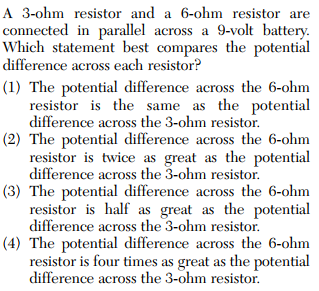 A 3-ohm resistor and a 6-ohm resistor are
connected in parallel across a 9-volt battery.
Which statement best compares the potential
difference across each resistor?
(1) The potential difference across the 6-ohm
resistor is the same as the potential
difference across the 3-ohm resistor.
(2) The potential difference across the 6-ohm
resistor is twice as great as the potential
difference across the 3-ohm resistor.
(3) The potential difference across the 6-ohm
resistor is half as great as the potential
difference across the 3-ohm resistor.
(4) The potential difference across the 6-ohm
resistor is four times as great as the potential
difference across the 3-ohm resistor.